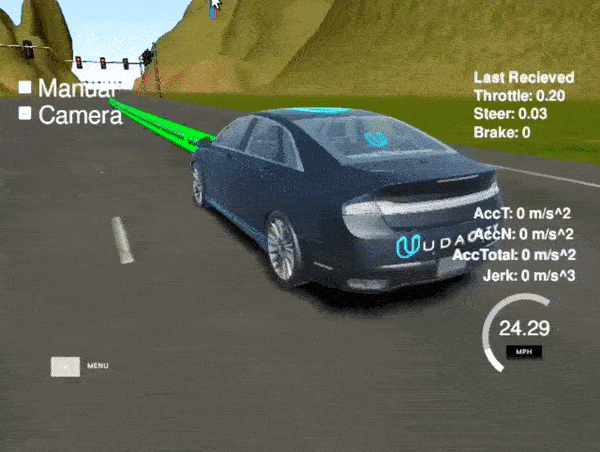 Manual
Camera
Last Recieved
Throttle: 0.20
Steer: 0.03
Brake: 0
AccT: 0 m/s^2
AccN: 0 m/s^2
AccTotal: 0 m/s^2
Jerk: 0 m/s^3
UDACITY
24.29
MPH
MENU